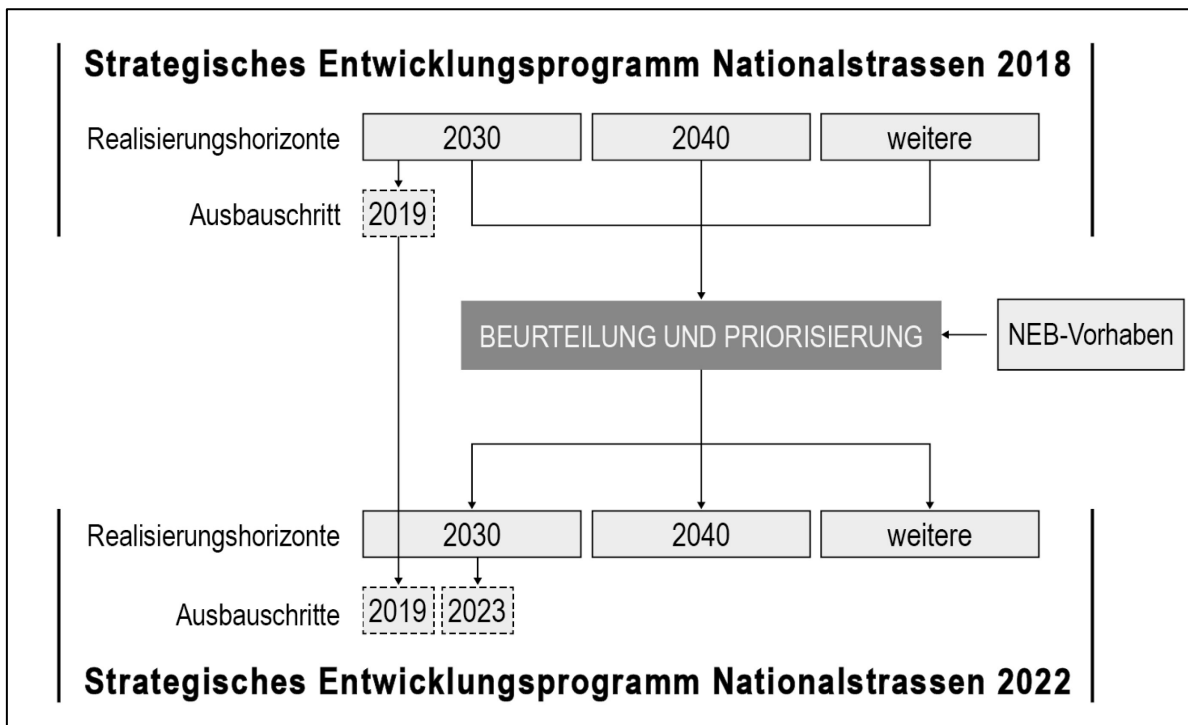 Strategisches Entwicklungsprogramm Nationalstrassen 2018
Realisierungshorizonte 2030 2040 weitere
Ausbauschritt 2019
BEURTEILUNG UND PRIORISIERUNG NEB-Vorhaben
Realisierungshorizonte 2030 2040 weitere
Ausbauschritte 2019 2023
Strategisches Entwicklungsprogramm Nationalstrassen 2022